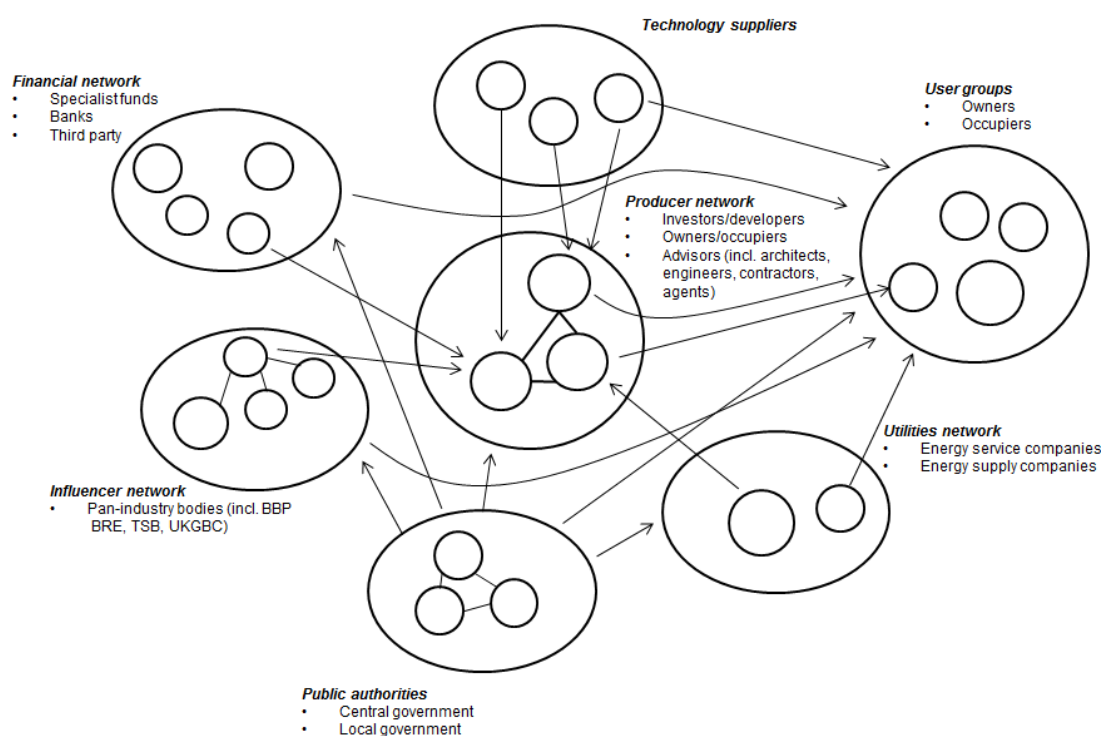 Technology suppliers
Financial network
• Specialist funds
• Banks
• Third party
User groups
• Owners
• Occupiers
Producer network
• Investors/developers
• Owners/occupiers
• Advisors (incl. architects,
engineers, contractors,
agents)
Utilities network
• Energy service companies
• Energy supply companies
Influencer network
• Pan-industry bodies (incl. BBP
BRE, TSB, UKGBC)
Public authorities
• Central government
• Local government